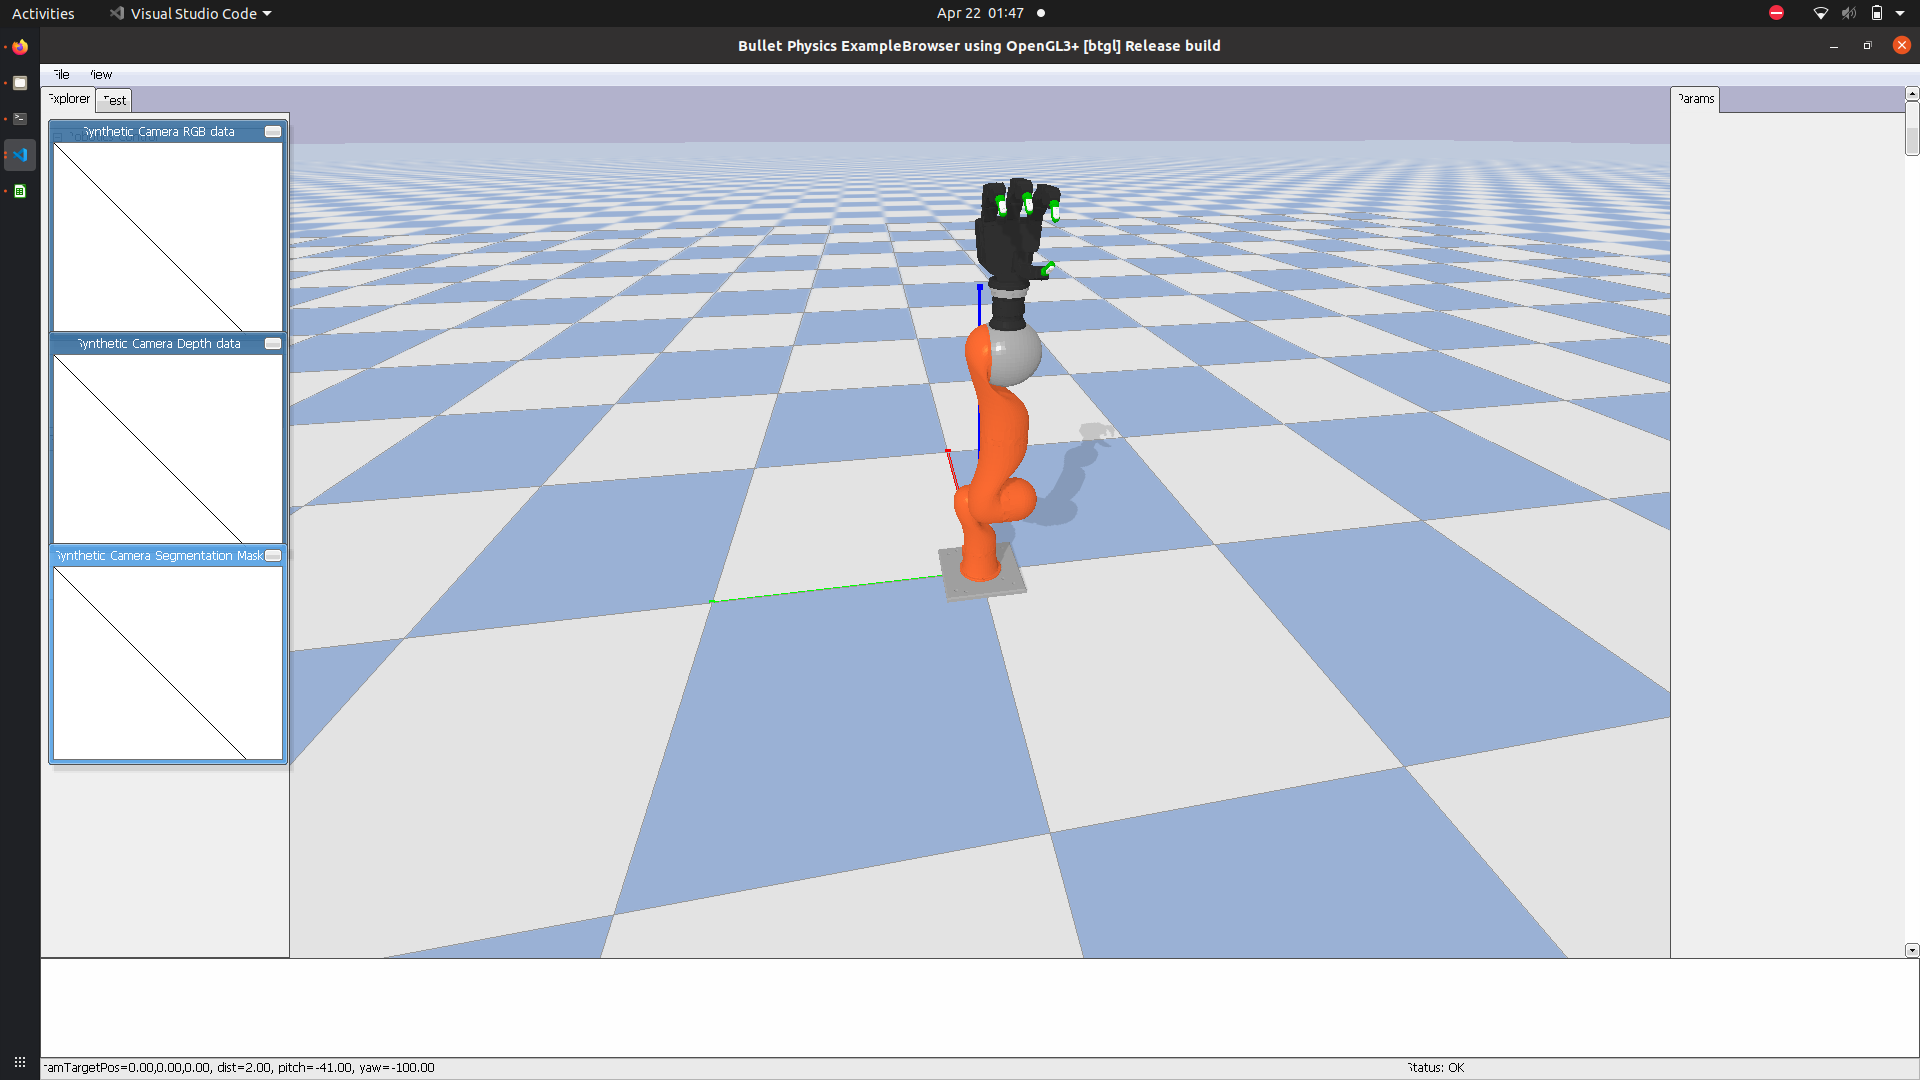 Activities
Visual Studio Code
Apr 22 01:47
Bullet Physics ExampleBrowser using OpenGL3+ [btgl] Release build
File View
Explorer Test
Params
Synthetic Camera RGB data
Synthetic Camera Depth data
Synthetic Camera Segmentation Mask
camTargetPos=0.00,0.00,0.00, dist=2.00, pitch=-41.00, yaw=-100.00
Status: OK